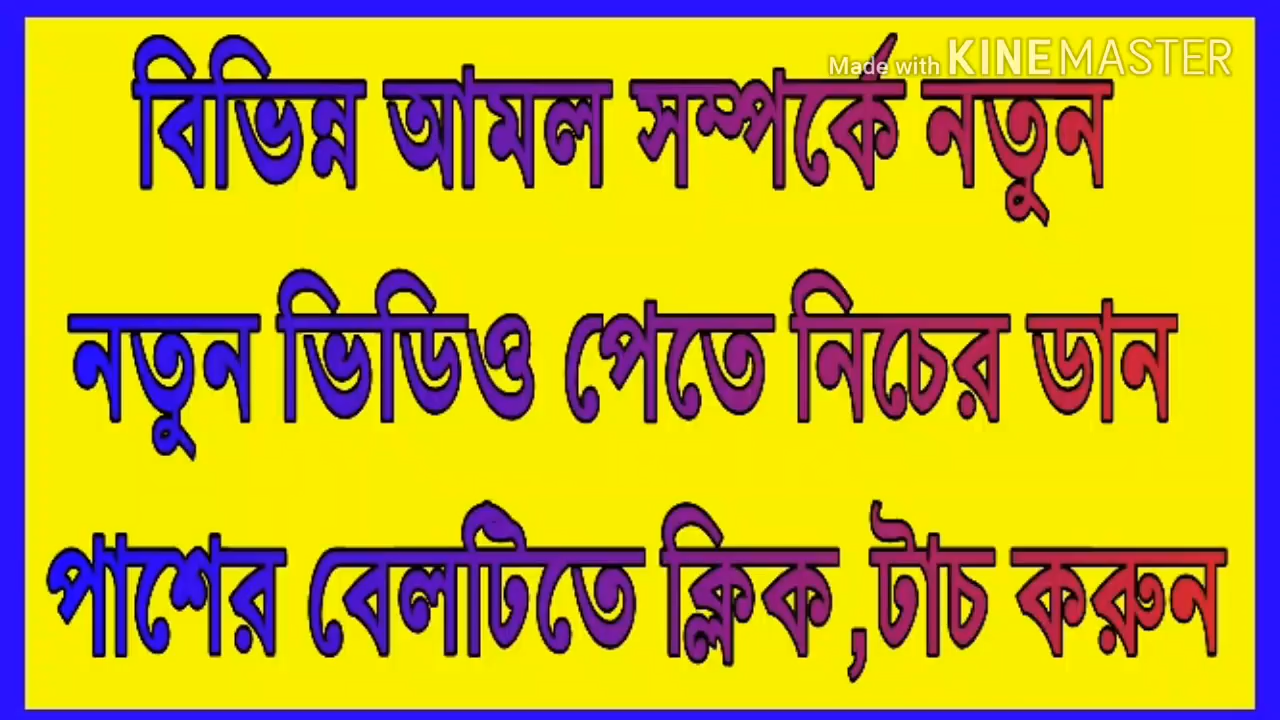 Made with KINEMASTER
বিভিন্ন আমল সম্পর্কে নতুন
নতুন ভিডিও পেতে নিচের ডান
পাশের বেলটিতে ক্লিক ,টাচ করুন